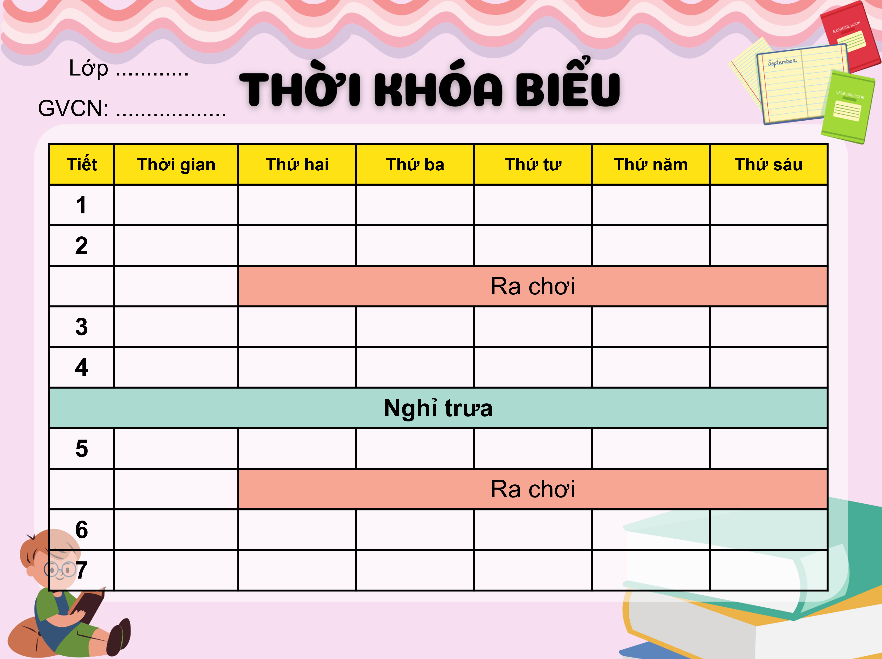 Lớp ............
THỜI KHÓA BIỂU
GVCN: ..................
September
Tiết Thời gian Thứ hai Thứ ba Thứ tư Thứ năm Thứ sáu
1
2
Ra chơi
3
4
Nghỉ trưa
5
Ra chơi
6
7